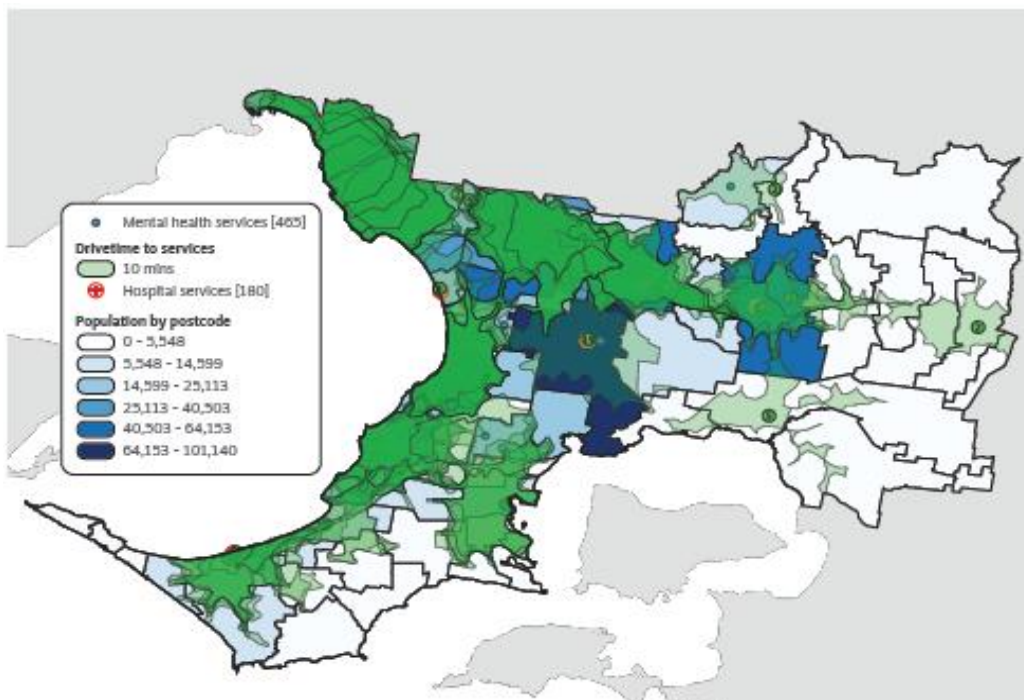 Mental health services [465]
Drivetime to services
10 mins
Hospital services [180]
Population by postcode
0 - 5,548
5,548 - 14,599
14,599 - 25,113
25,113 - 40,503
40,503 - 64,153
64,153 - 101,140